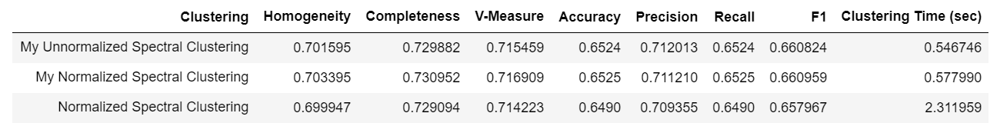 Clustering Homogeneity Completeness V-Measure Accuracy Precision Recall F1 Clustering Time (sec)
My Unnormalized Spectral Clustering 0.701595 0.729882 0.715459 0.6524 0.712013 0.6524 0.660824 0.546746
My Normalized Spectral Clustering 0.703395 0.730952 0.716909 0.6525 0.711210 0.6525 0.660959 0.577990
Normalized Spectral Clustering 0.699947 0.729094 0.714223 0.6490 0.709355 0.6490 0.657967 2.311959